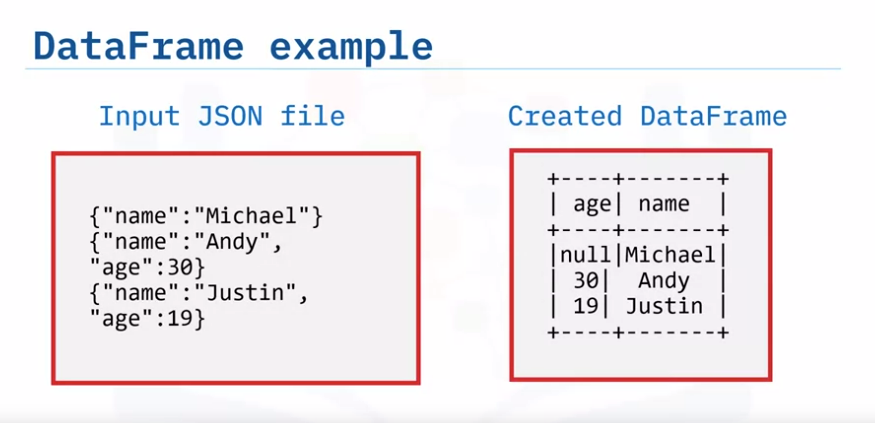 DataFrame example
Input JSON file
{"name":"Michael"}
{"name":"Andy",
"age":30}
{"name":"Justin",
"age":19}
Created DataFrame
+----+-------+
| age| name  |
+----+-------+
|null|Michael|
| 30|  Andy  |
| 19| Justin |
+----+-------+